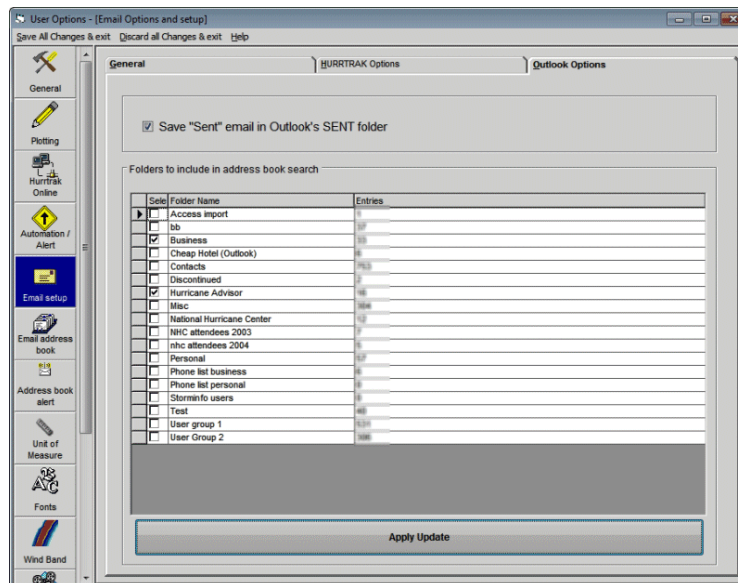 User Options - [Email Options and setup]
Save All Changes & exit Discard all Changes & exit Help
General
Plotting
Hurrtrak
Online
Automation /
Alert
Email setup
Email address
book
Address book
alert
Unit of
Measure
Fonts
Wind Band
General HURRTRAK Options Outlook Options
Save "Sent" email in Outlook's SENT folder
Folders to include in address book search
Sele Folder Name Entries
Access import
bb
Business
Cheap Hotel (Outlook)
Contacts
Discontinued
Hurricane Advisor
Misc
National Hurricane Center
NHC attendees 2003
nhc attendees 2004
Personal
Phone list business
Phone list personal
Storminfo users
Test
User group 1
User Group 2
Apply Update